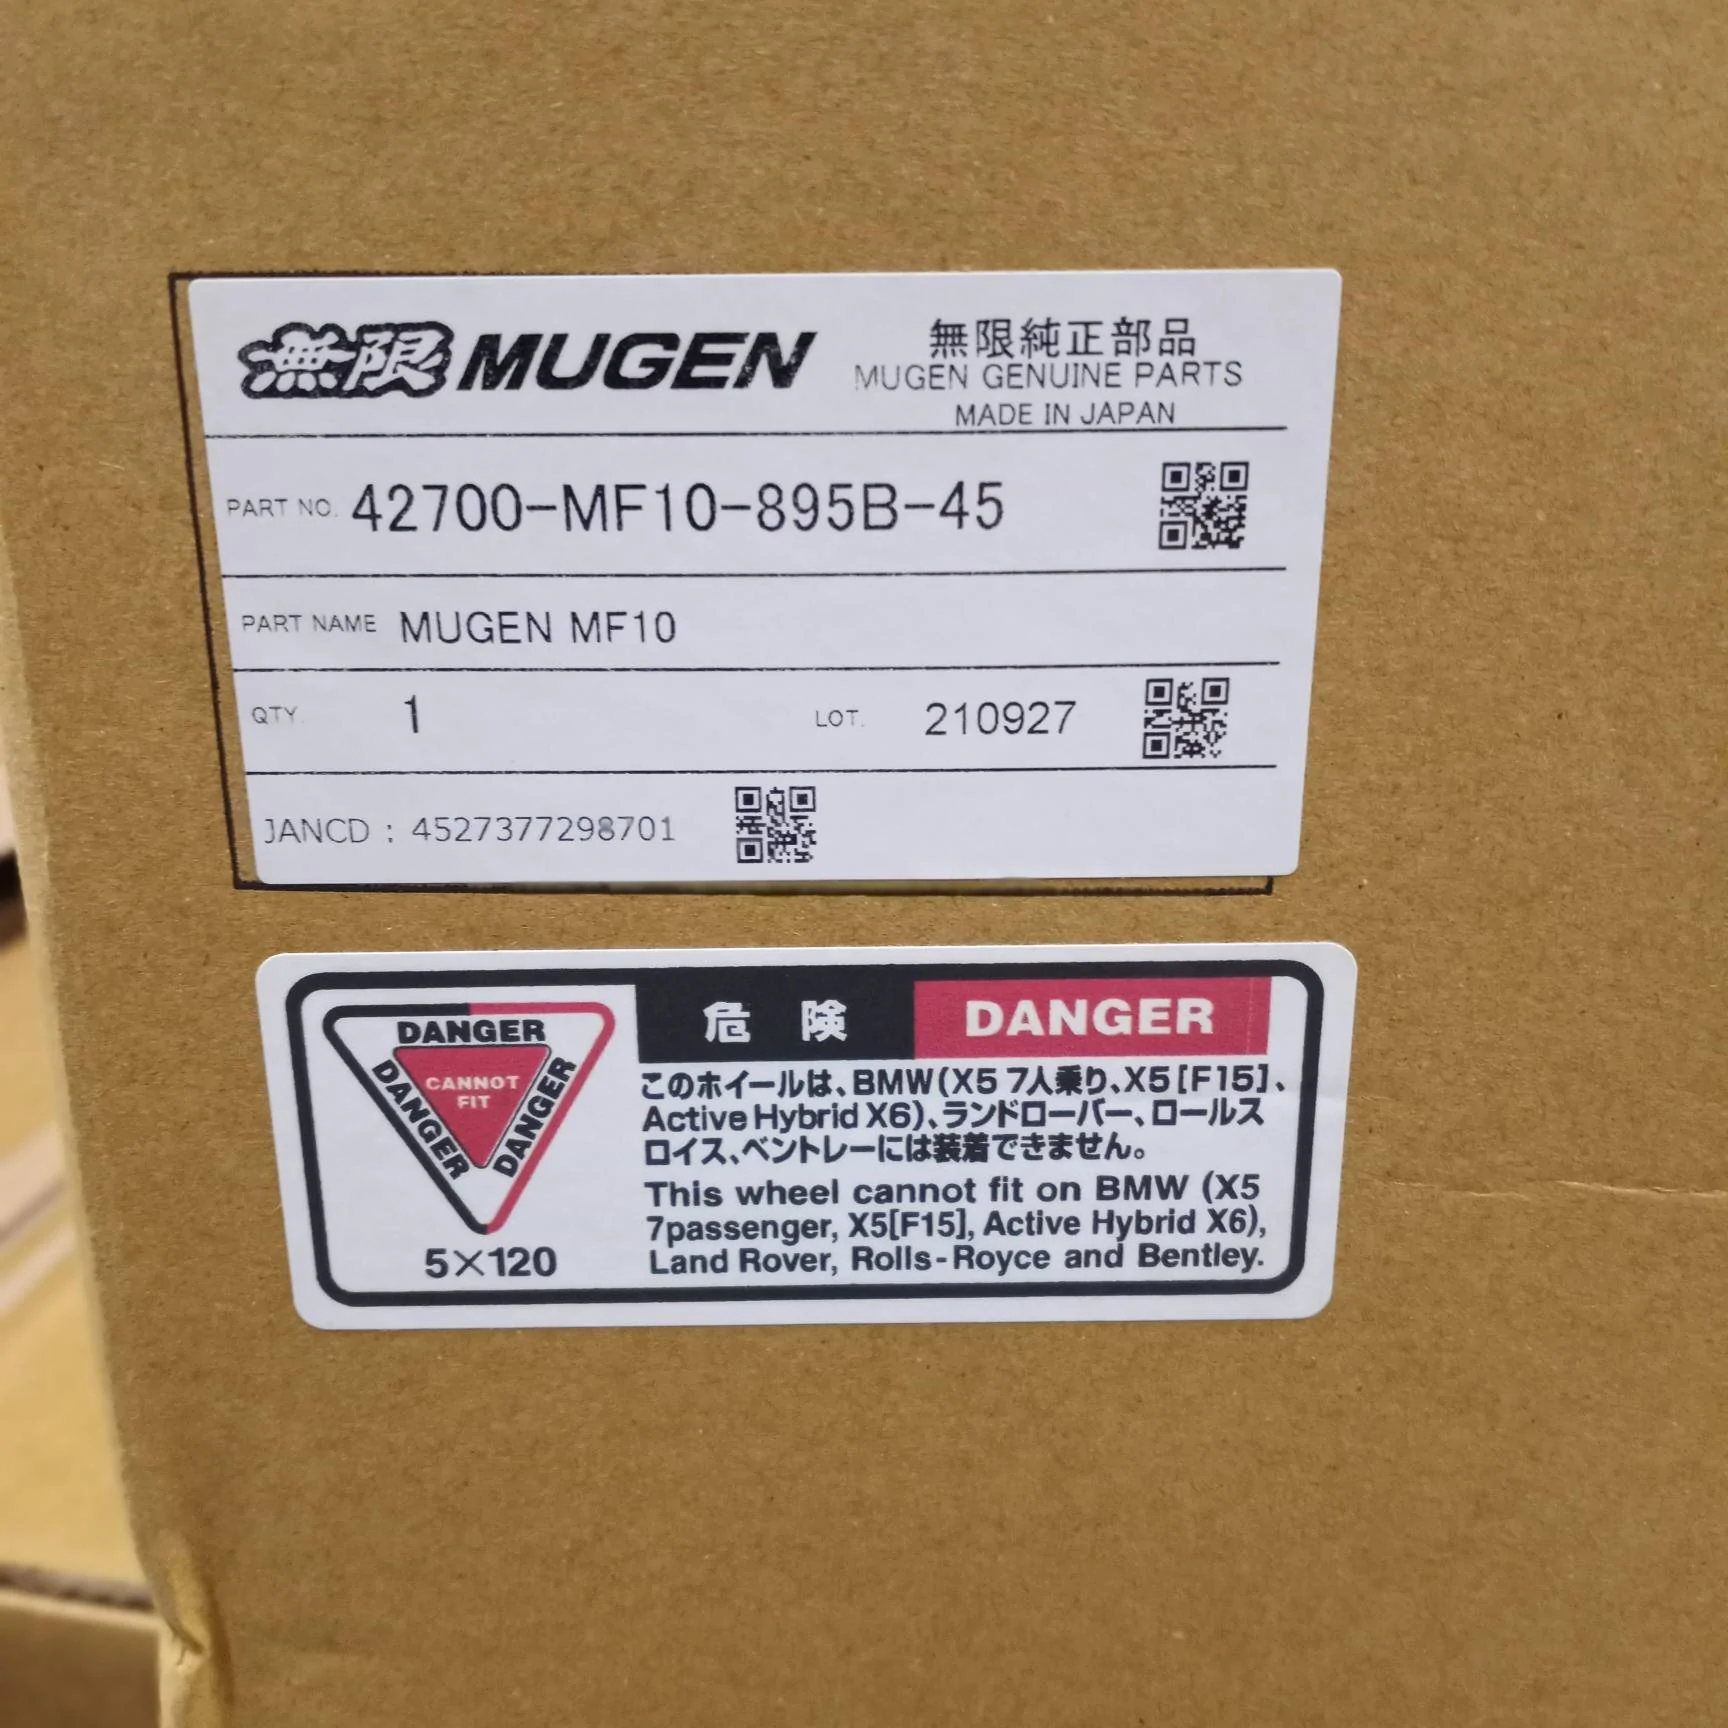 無限 MUGEN
無限純正部品
MUGEN GENUINE PARTS
MADE IN JAPAN
PART NO. 42700-MF10-895B-45
PART NAME MUGEN MF10
QTY. 1 LOT. 210927
JANCD : 4527377298701
DANGER
DANGER
DANGER
CANNOT
FIT
5×120
危険 DANGER
このホイールは、BMW(X5 7人乗り、X5[F15]、
Active Hybrid X6)、ランドローバー、ロールス
ロイス、ベントレーには装着できません。
This wheel cannot fit on BMW (X5
7passenger, X5[F15], Active Hybrid X6),
Land Rover, Rolls-Royce and Bentley.